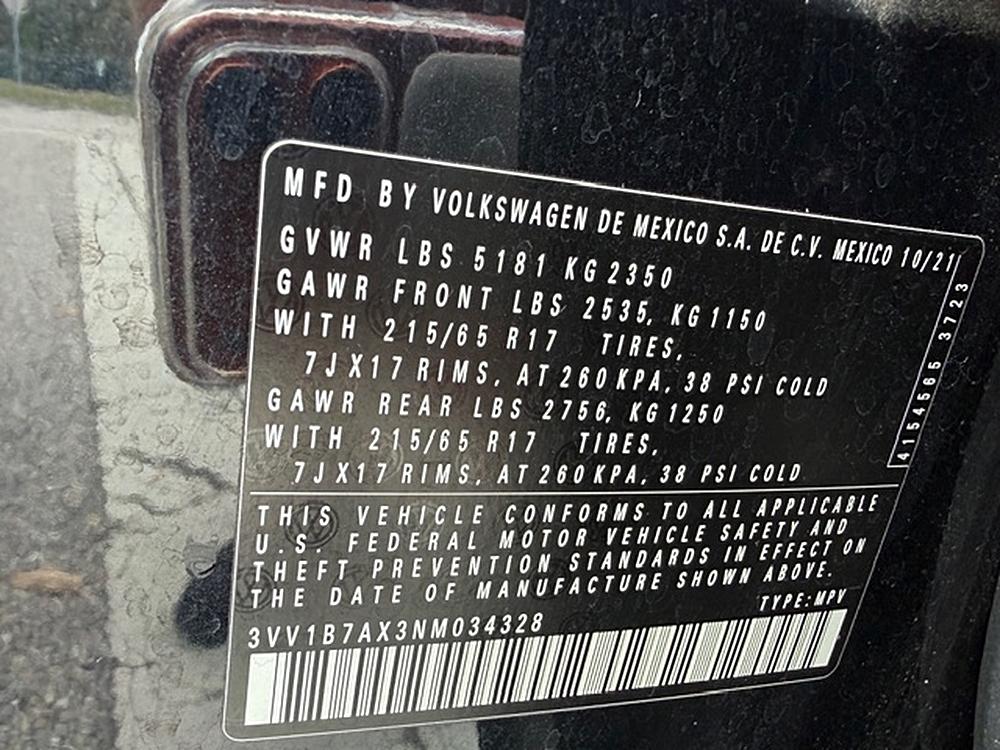 MFD BY VOLKSWAGEN DE MEXICO S.A. DE C.V. MEXICO 10/21
GVWR LBS 5181 KG 2350
GAWR FRONT LBS 2535, KG 1150
WITH 215/65 R17 TIRES,
7JX17 RIMS, AT 260 KPA, 38 PSI COLD
GAWR REAR LBS 2756, KG 1250
WITH 215/65 R17 TIRES,
7JX17 RIMS, AT 260 KPA, 38 PSI COLD
4154565 3723
THIS VEHICLE CONFORMS TO ALL APPLICABLE
U.S. FEDERAL MOTOR VEHICLE SAFETY AND
THEFT PREVENTION STANDARDS IN EFFECT ON
THE DATE OF MANUFACTURE SHOWN ABOVE.
TYPE:MPV
3VV1B7AX3NM034328